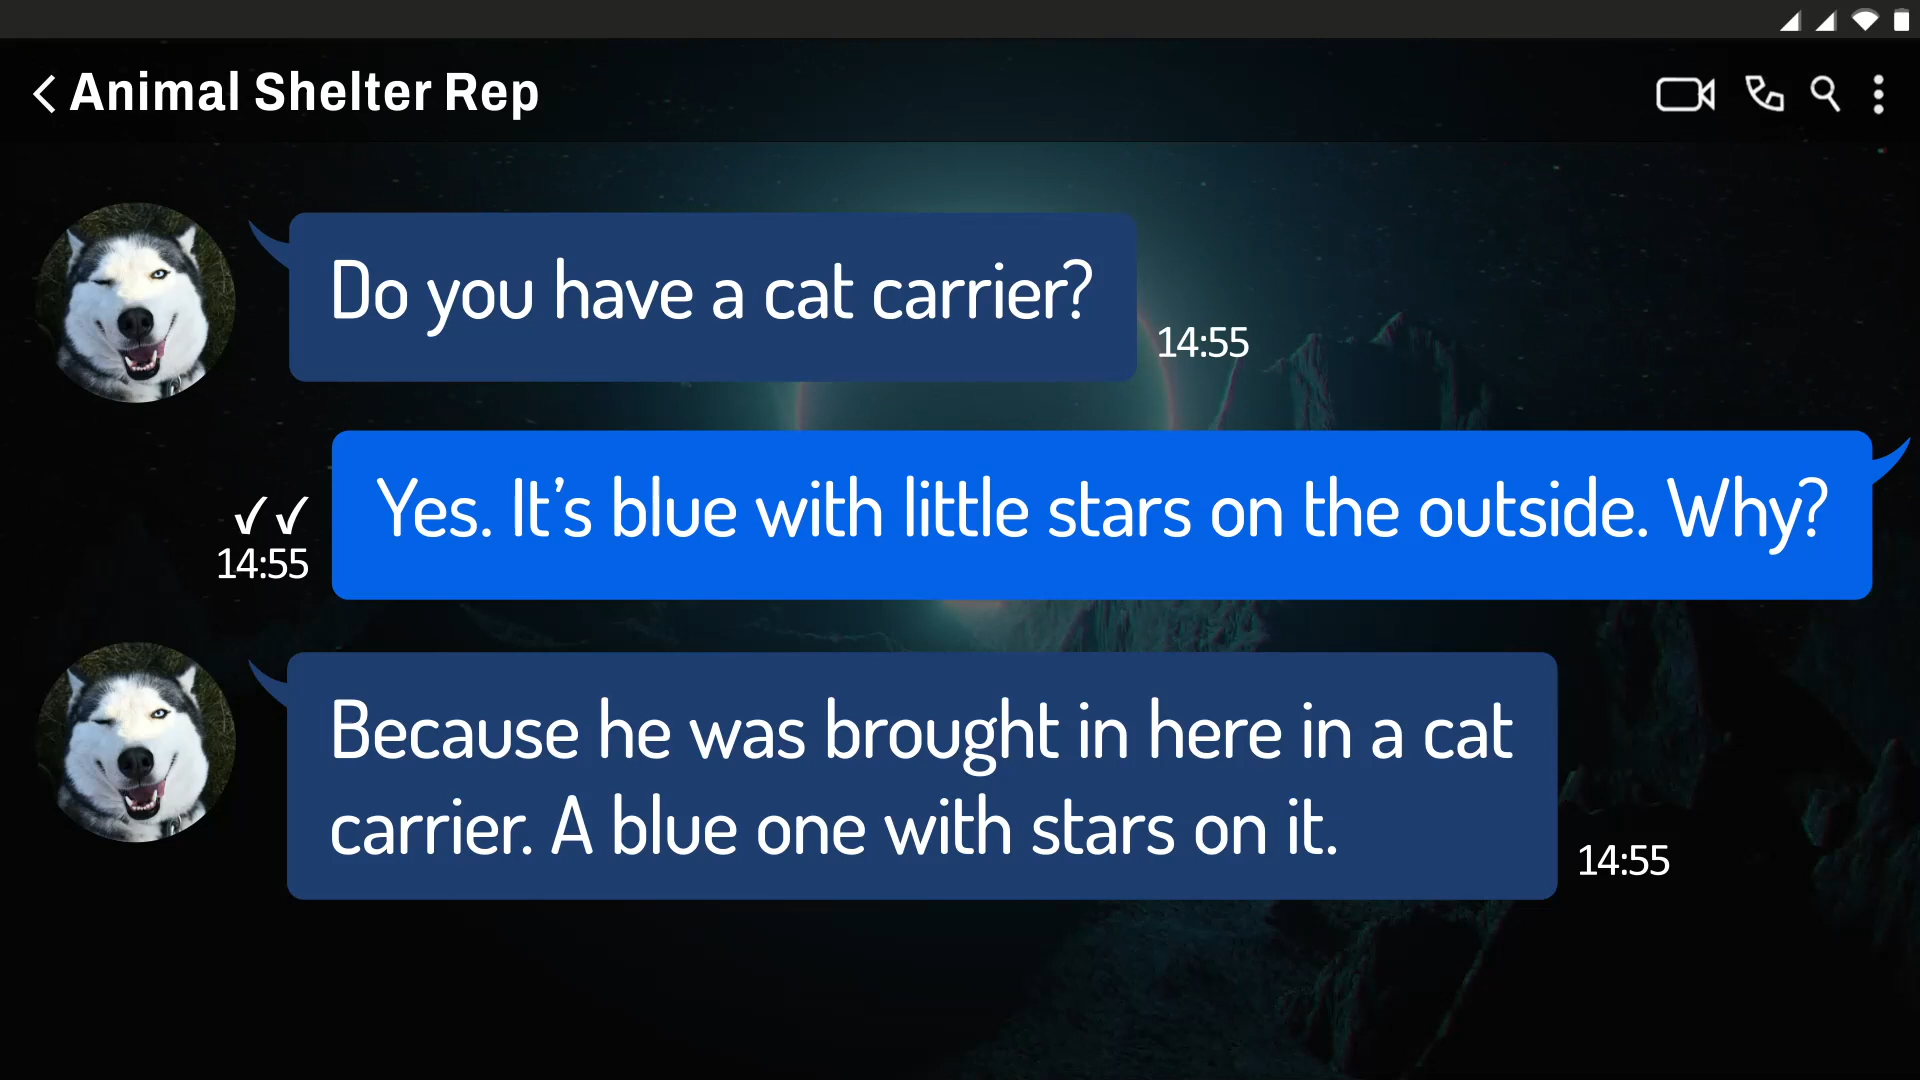 Animal Shelter Rep
Do you have a cat carrier?
14:55
Yes. It’s blue with little stars on the outside. Why?
14:55
Because he was brought in here in a cat
carrier. A blue one with stars on it.
14:55